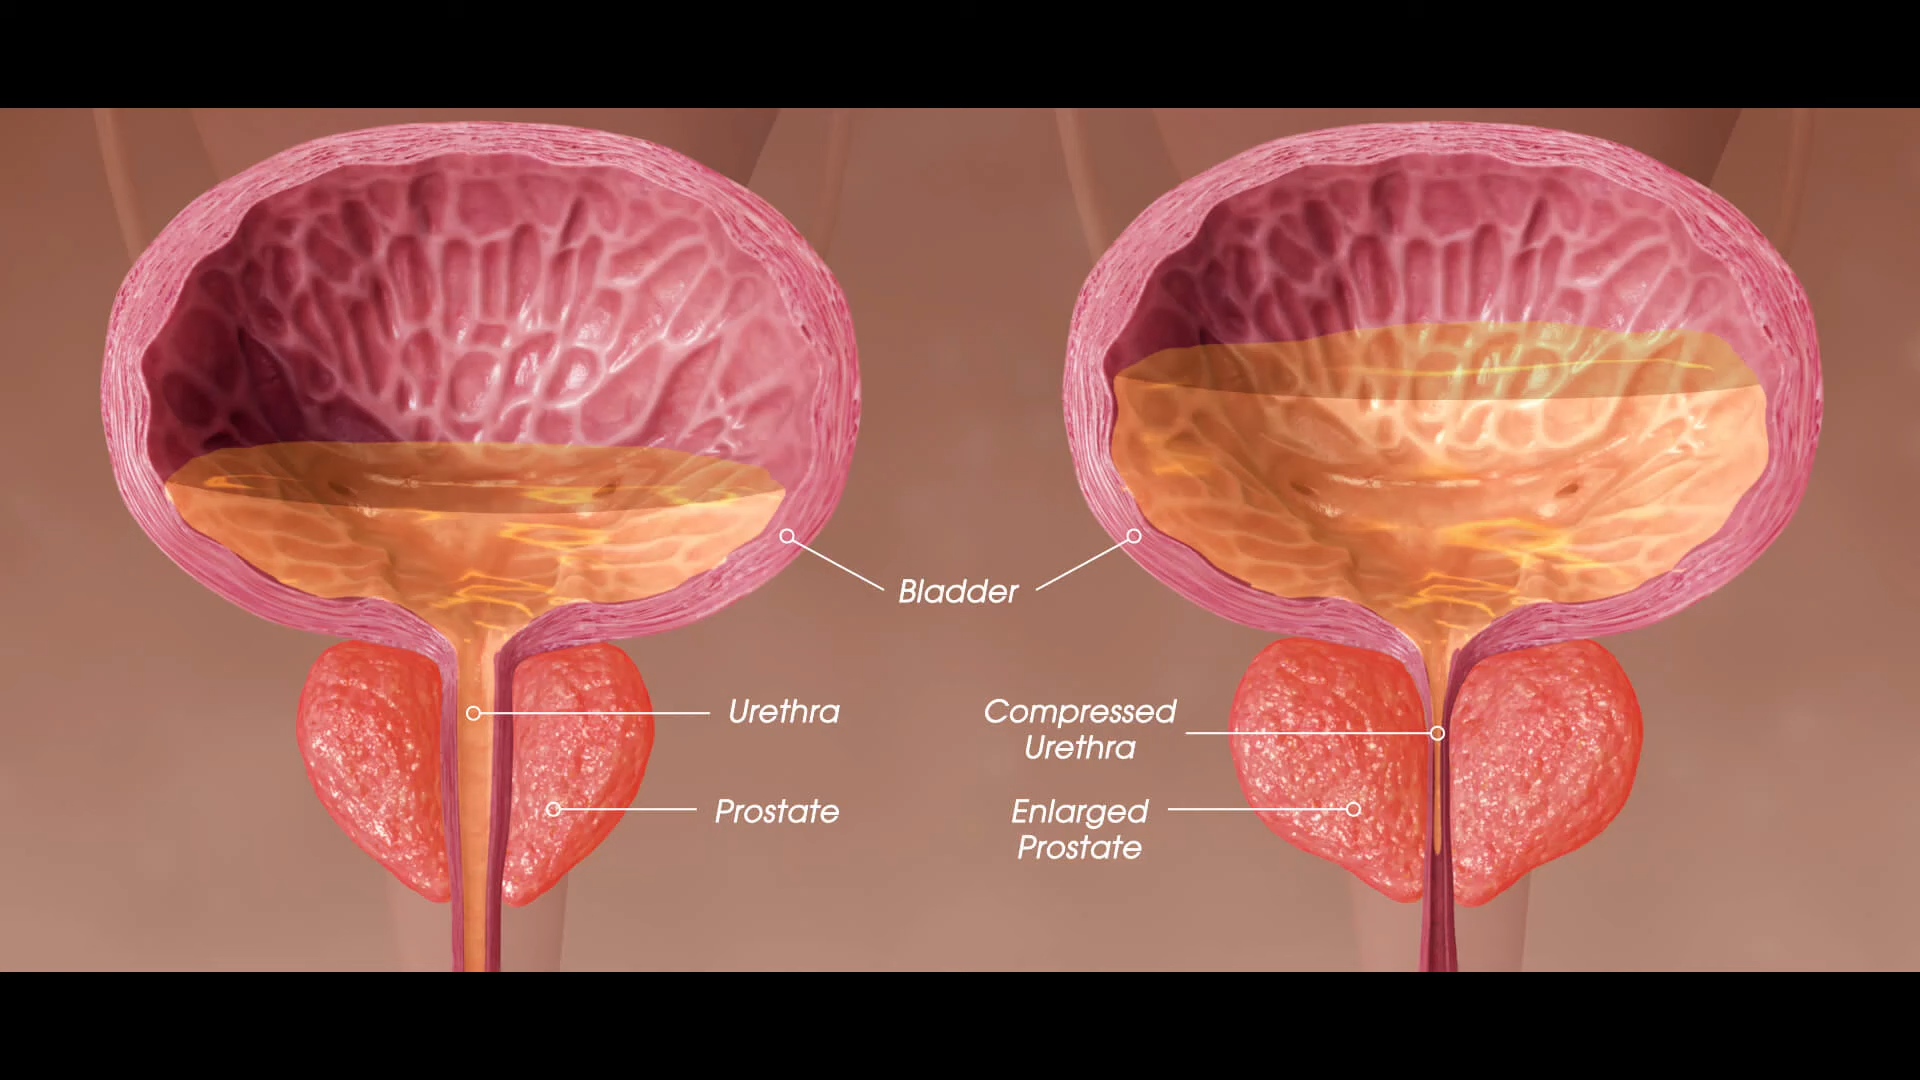 Bladder
Urethra
Prostate
Compressed
Urethra
Enlarged
Prostate